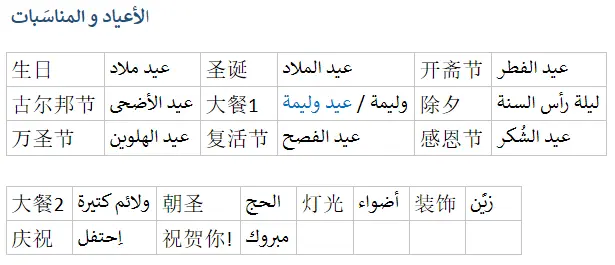 الأعياد و المناسَبات
生日 عيد ميلاد 圣诞 عيد الملاد 开斋节 عيد الفطر
古尔邦节 عيد الأضحى 大餐1 وليمة / عيد وليمة 除夕 ليلة رأس السنة
万圣节 عيد الهلوين 复活节 عيد الفصح 感恩节 عيد الشُكر
大餐2 ولائم كثيرة 朝圣 الحج 灯光 أضواء 装饰 زيّن
庆祝 اِحتفل 祝贺你! مبروك